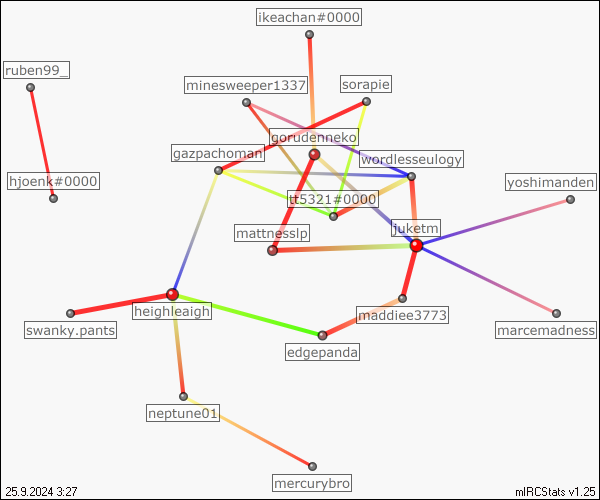 ikeachan#0000
ruben99_
minesweeper1337
sorapie
gorudenneko
gazpachoman
wordlesseulogy
hjoenk#0000
yoshimanden
tt5321#0000
mattnesslp
juketm
heighleaigh
maddiee3773
swanky.pants
marcemadness
edgepanda
neptune01
mercurybro
25.9.2024 3:27
mIRCStats v1.25